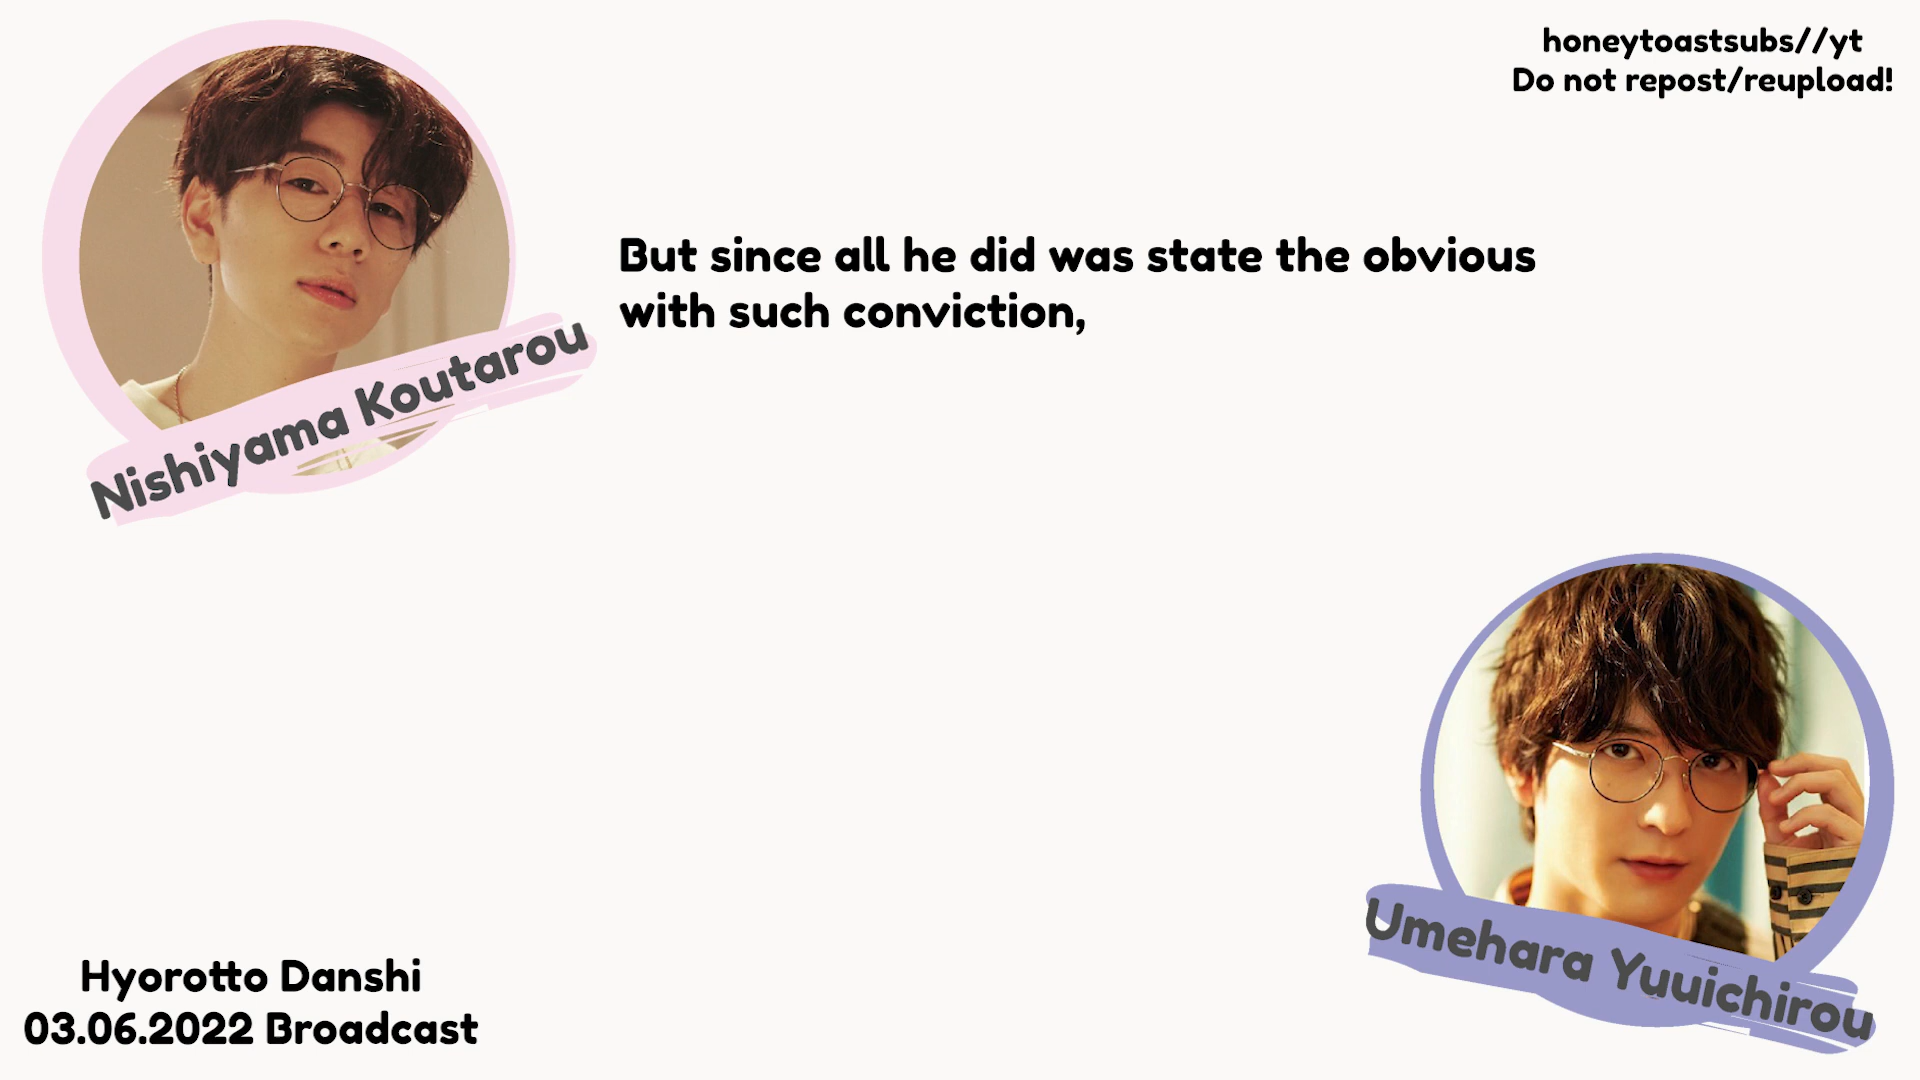 honeytoastsubs//yt
Do not repost/reupload!
But since all he did was state the obvious
with such conviction,
Nishiyama Koutarou
Umehara Yuuichirou
Hyorotto Danshi
03.06.2022 Broadcast